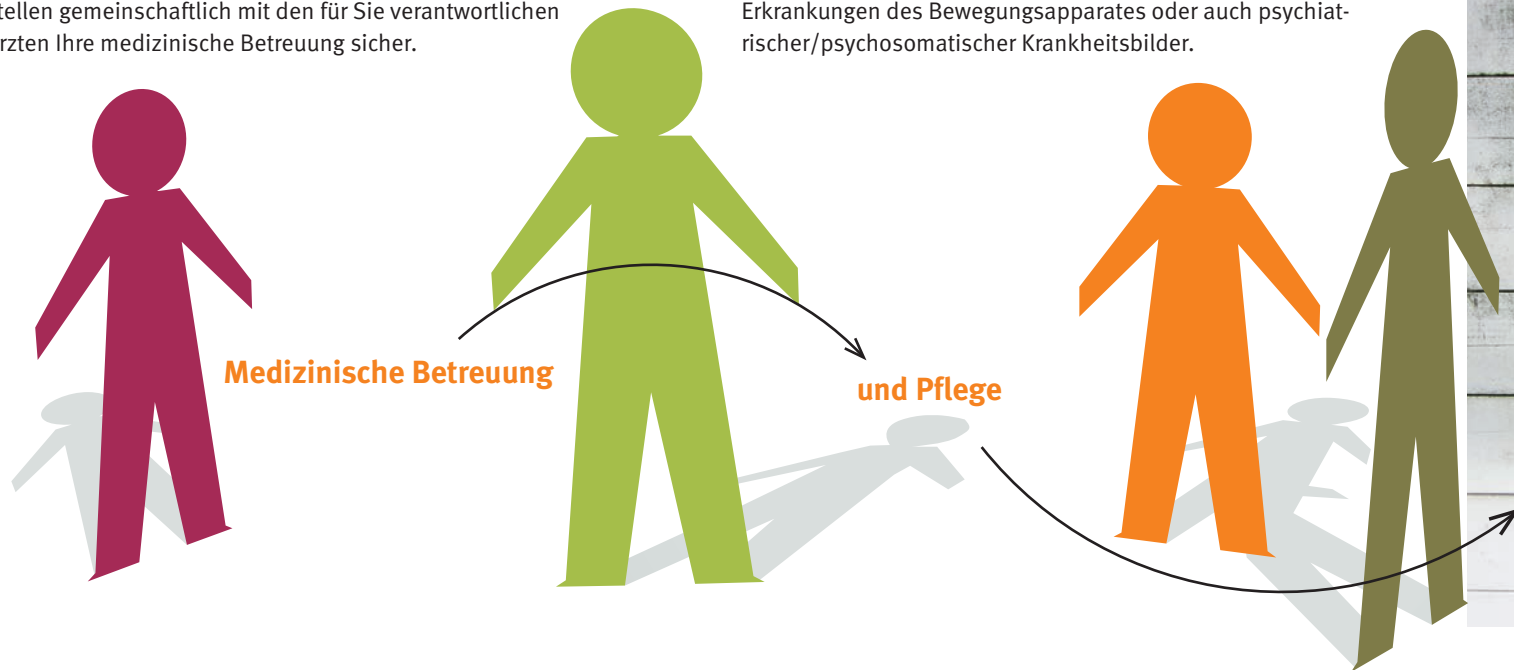 tellen gemeinschaftlich mit den für Sie verantwortlichen
rzten Ihre medizinische Betreuung sicher.
Erkrankungen des Bewegungsapparates oder auch psychiat-
rischer/psychosomatischer Krankheitsbilder.
Medizinische Betreuung
und Pflege